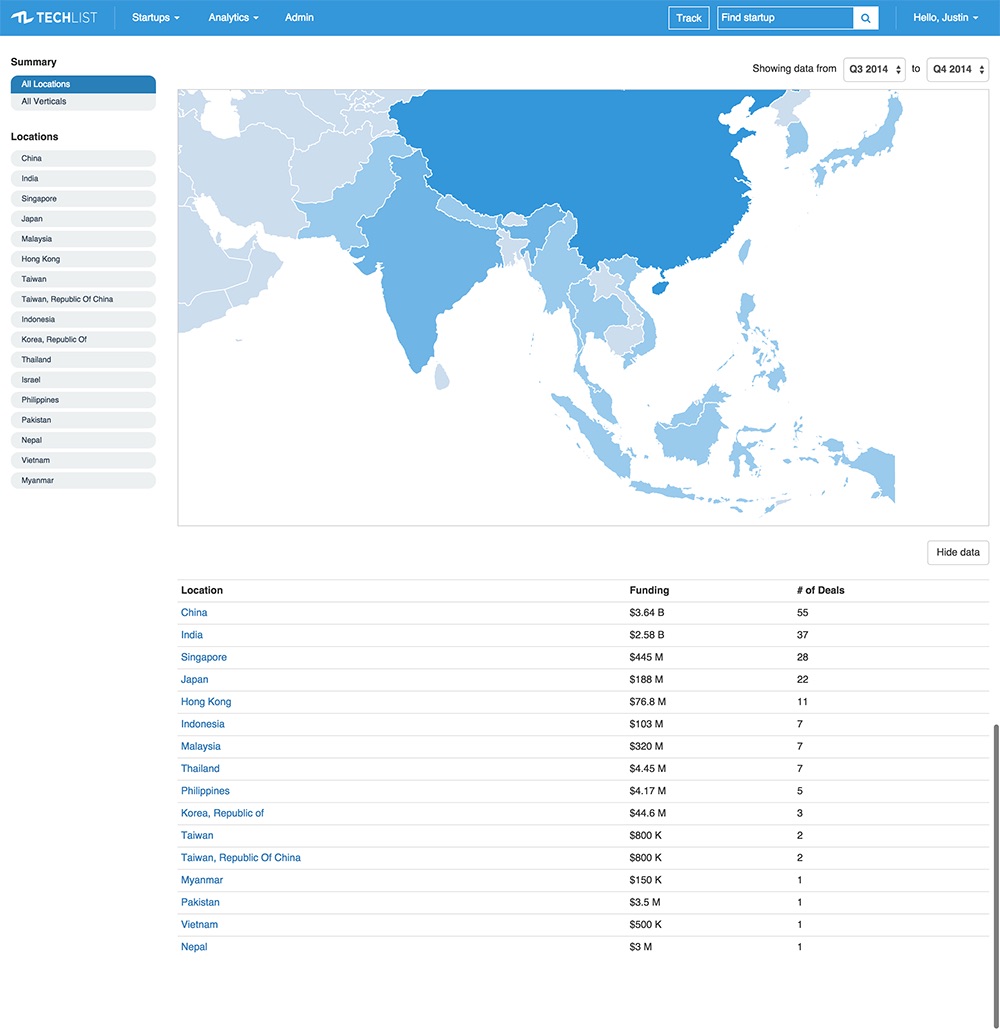 TECHLIST Startups Analytics Admin Track Find startup Hello, Justin
Showing data from Q3 2014 to Q4 2014
Summary
All Locations
All Verticals
Locations
China
India
Singapore
Japan
Malaysia
Hong Kong
Taiwan
Taiwan, Republic Of China
Indonesia
Korea, Republic Of
Thailand
Israel
Philippines
Pakistan
Nepal
Vietnam
Myanmar
Hide data
Location Funding # of Deals
China $3.64 B 55
India $2.58 B 37
Singapore $445 M 28
Japan $188 M 22
Hong Kong $76.8 M 11
Indonesia $103 M 7
Malaysia $320 M 7
Thailand $4.45 M 7
Philippines $4.17 M 5
Korea, Republic of $44.6 M 3
Taiwan $800 K 2
Taiwan, Republic Of China $800 K 2
Myanmar $150 K 1
Pakistan $3.5 M 1
Vietnam $500 K 1
Nepal $3 M 1